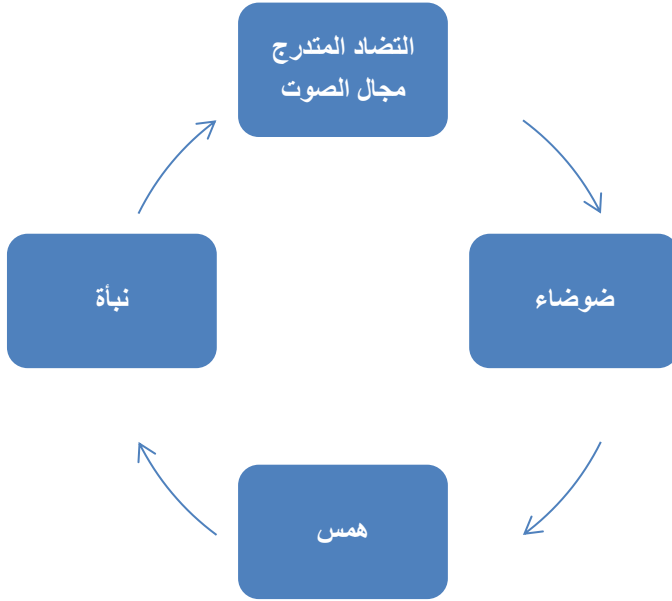 التضاد المتدرج
مجال الصوت
ضوضاء
همس
نبأة